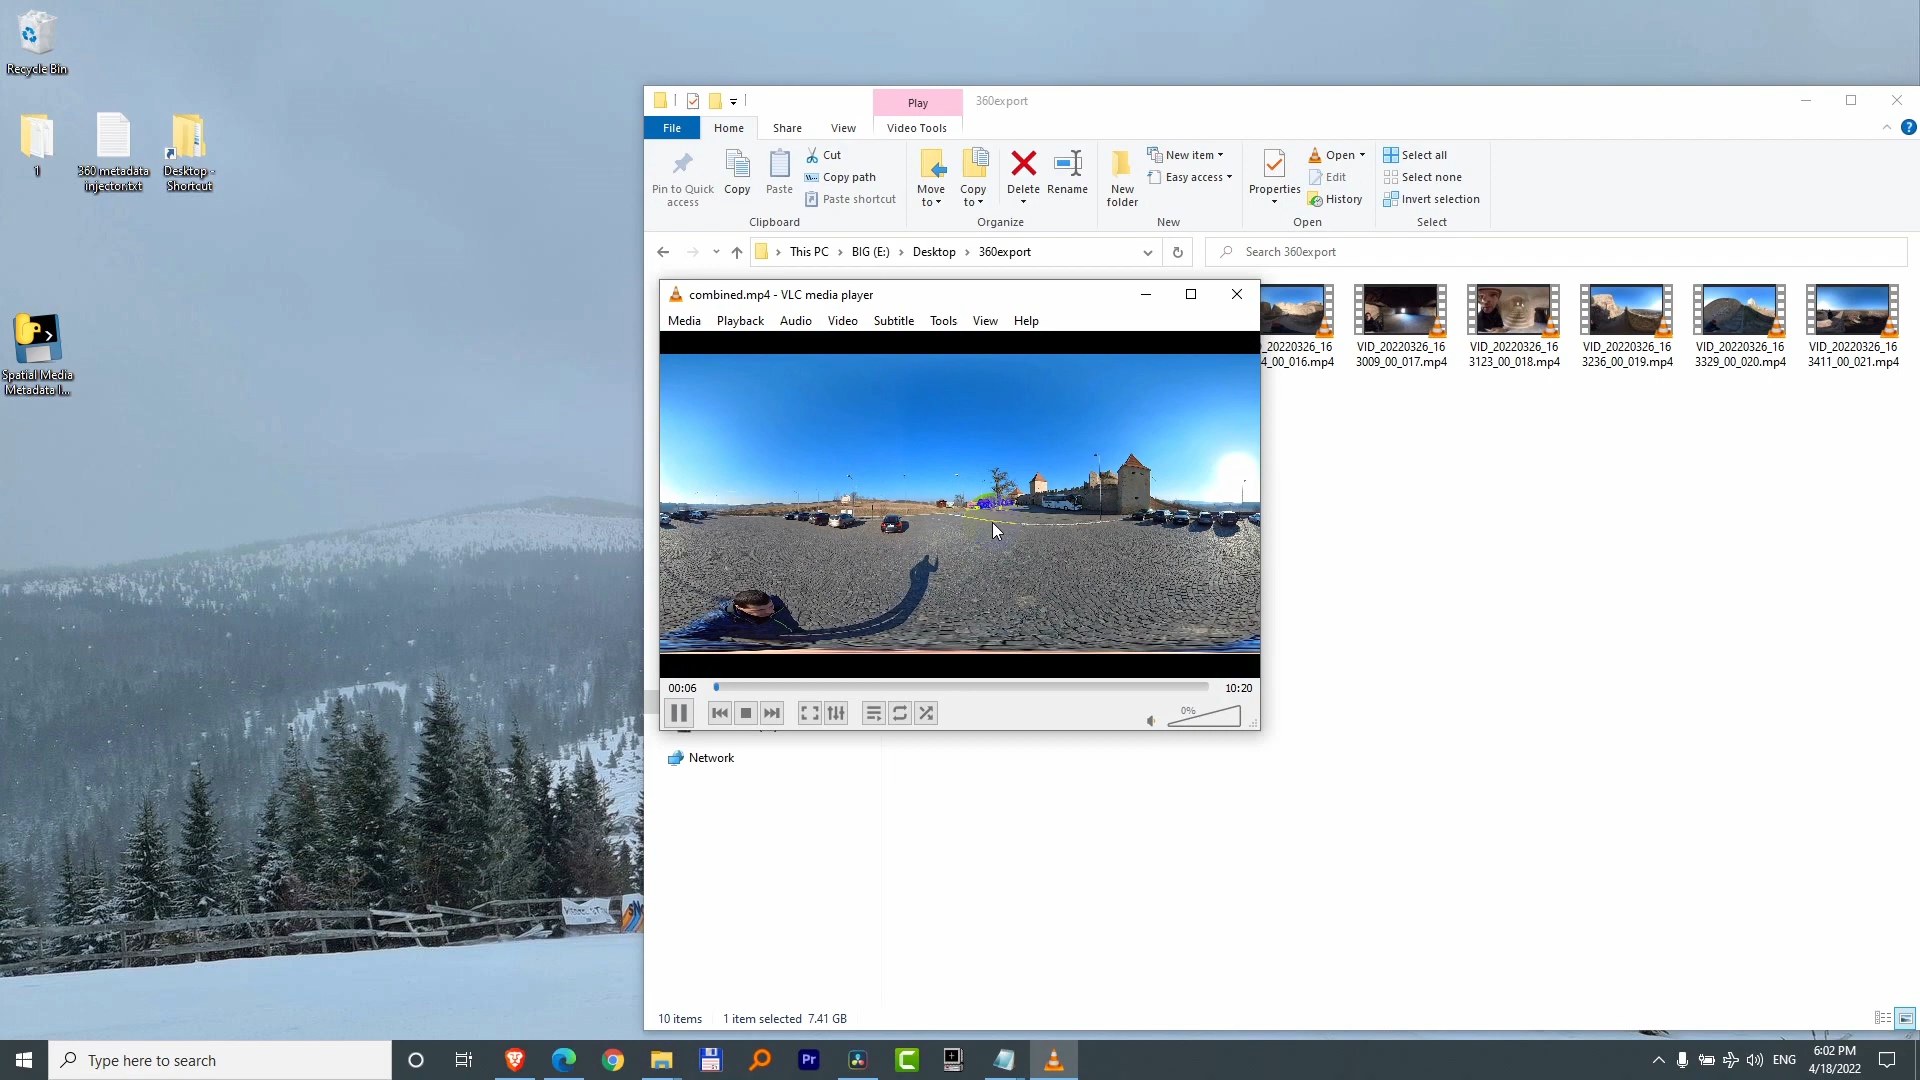 Recycle Bin
1
360 metadata
injector.txt
Desktop -
Shortcut
Spatial Media
Metadata I...
Play
360export
File
Home
Share
View
Video Tools
Pin to Quick
access
Copy
Paste
Cut
Copy path
Paste shortcut
Clipboard
Move
to
Copy
to
Delete
Rename
Organize
New
folder
New item
Easy access
New
Properties
Open
Edit
History
Open
Select all
Select none
Invert selection
Select
This PC
BIG (E:)
Desktop
360export
Search 360export
combined.mp4 - VLC media player
Media
Playback
Audio
Video
Subtitle
Tools
View
Help
00:06
10:20
0%
_20220326_16
4_00_016.mp4
VID_20220326_16
3009_00_017.mp4
VID_20220326_16
3123_00_018.mp4
VID_20220326_16
3236_00_019.mp4
VID_20220326_16
3329_00_020.mp4
VID_20220326_16
3411_00_021.mp4
Network
10 items
1 item selected 7.41 GB
Type here to search
Pr
ENG
6:02 PM
4/18/2022